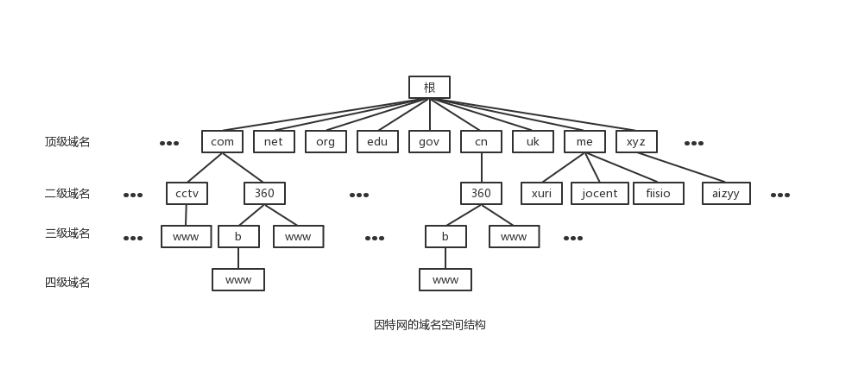 根
顶级域名 ••• com net org edu gov cn uk me xyz •••
二级域名 ••• cctv 360 ••• 360 xuri jocent fiisio aizyy •••
三级域名 ••• www b www ••• b www •••
四级域名 www www
因特网的域名空间结构